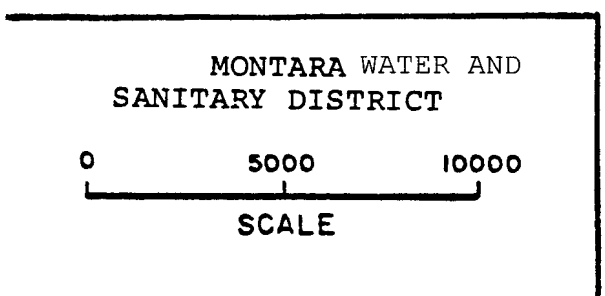 MONTARA WATER AND
SANITARY DISTRICT
0 5000 10000
SCALE